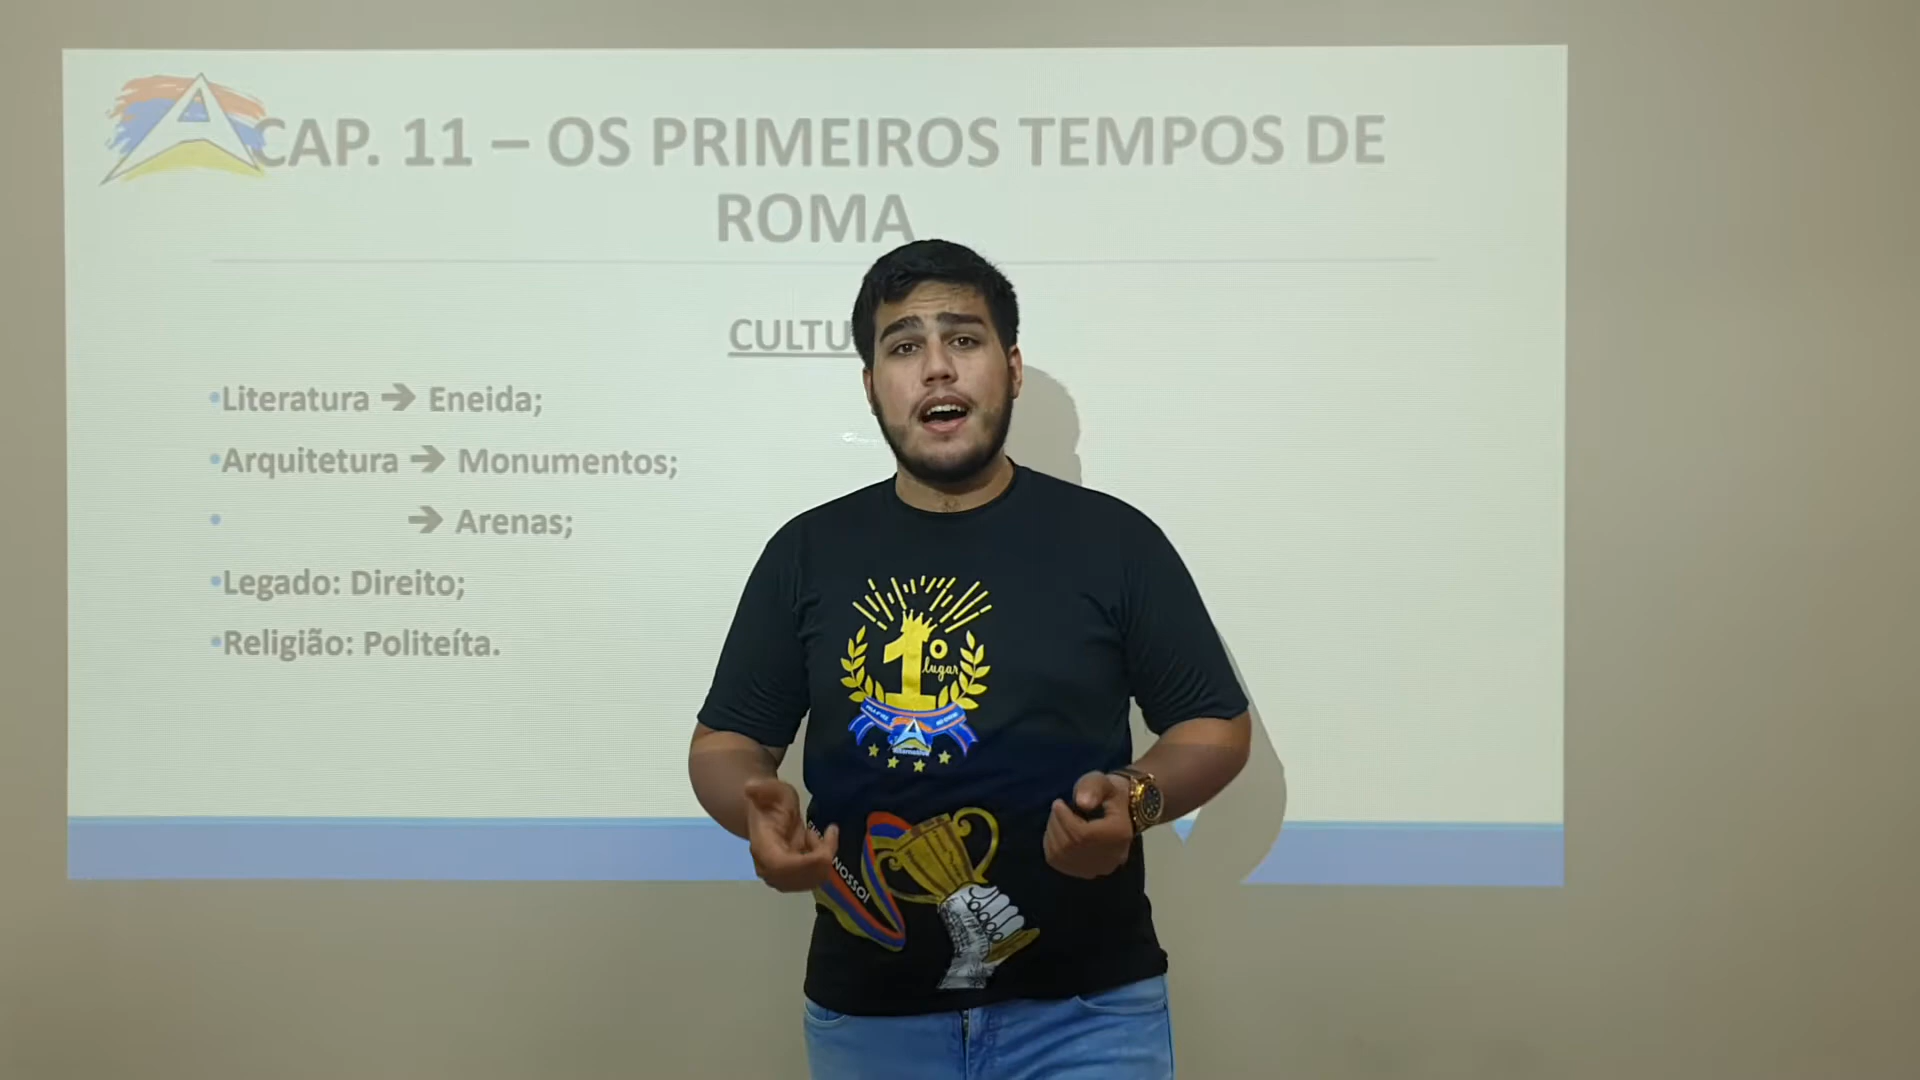 CAP. 11 – OS PRIMEIROS TEMPOS DE
ROMA
CULTU
•Literatura ➔ Eneida;
•Arquitetura ➔ Monumentos;
• ➔ Arenas;
•Legado: Direito;
•Religião: Politeíta.
1º
lugar
NOSSO!